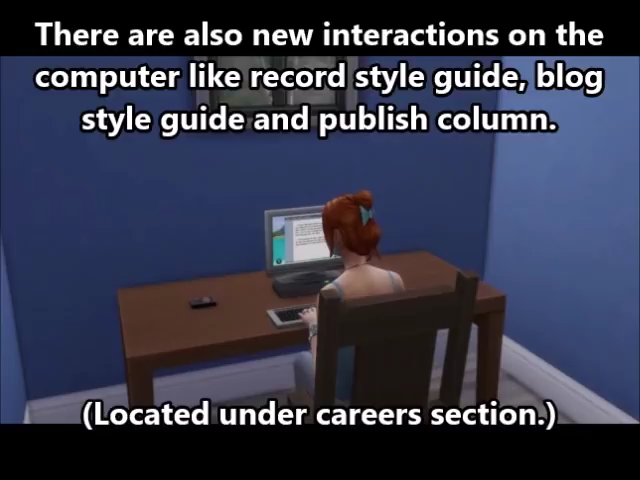 There are also new interactions on the
computer like record style guide, blog
style guide and publish column.
(Located under careers section.)